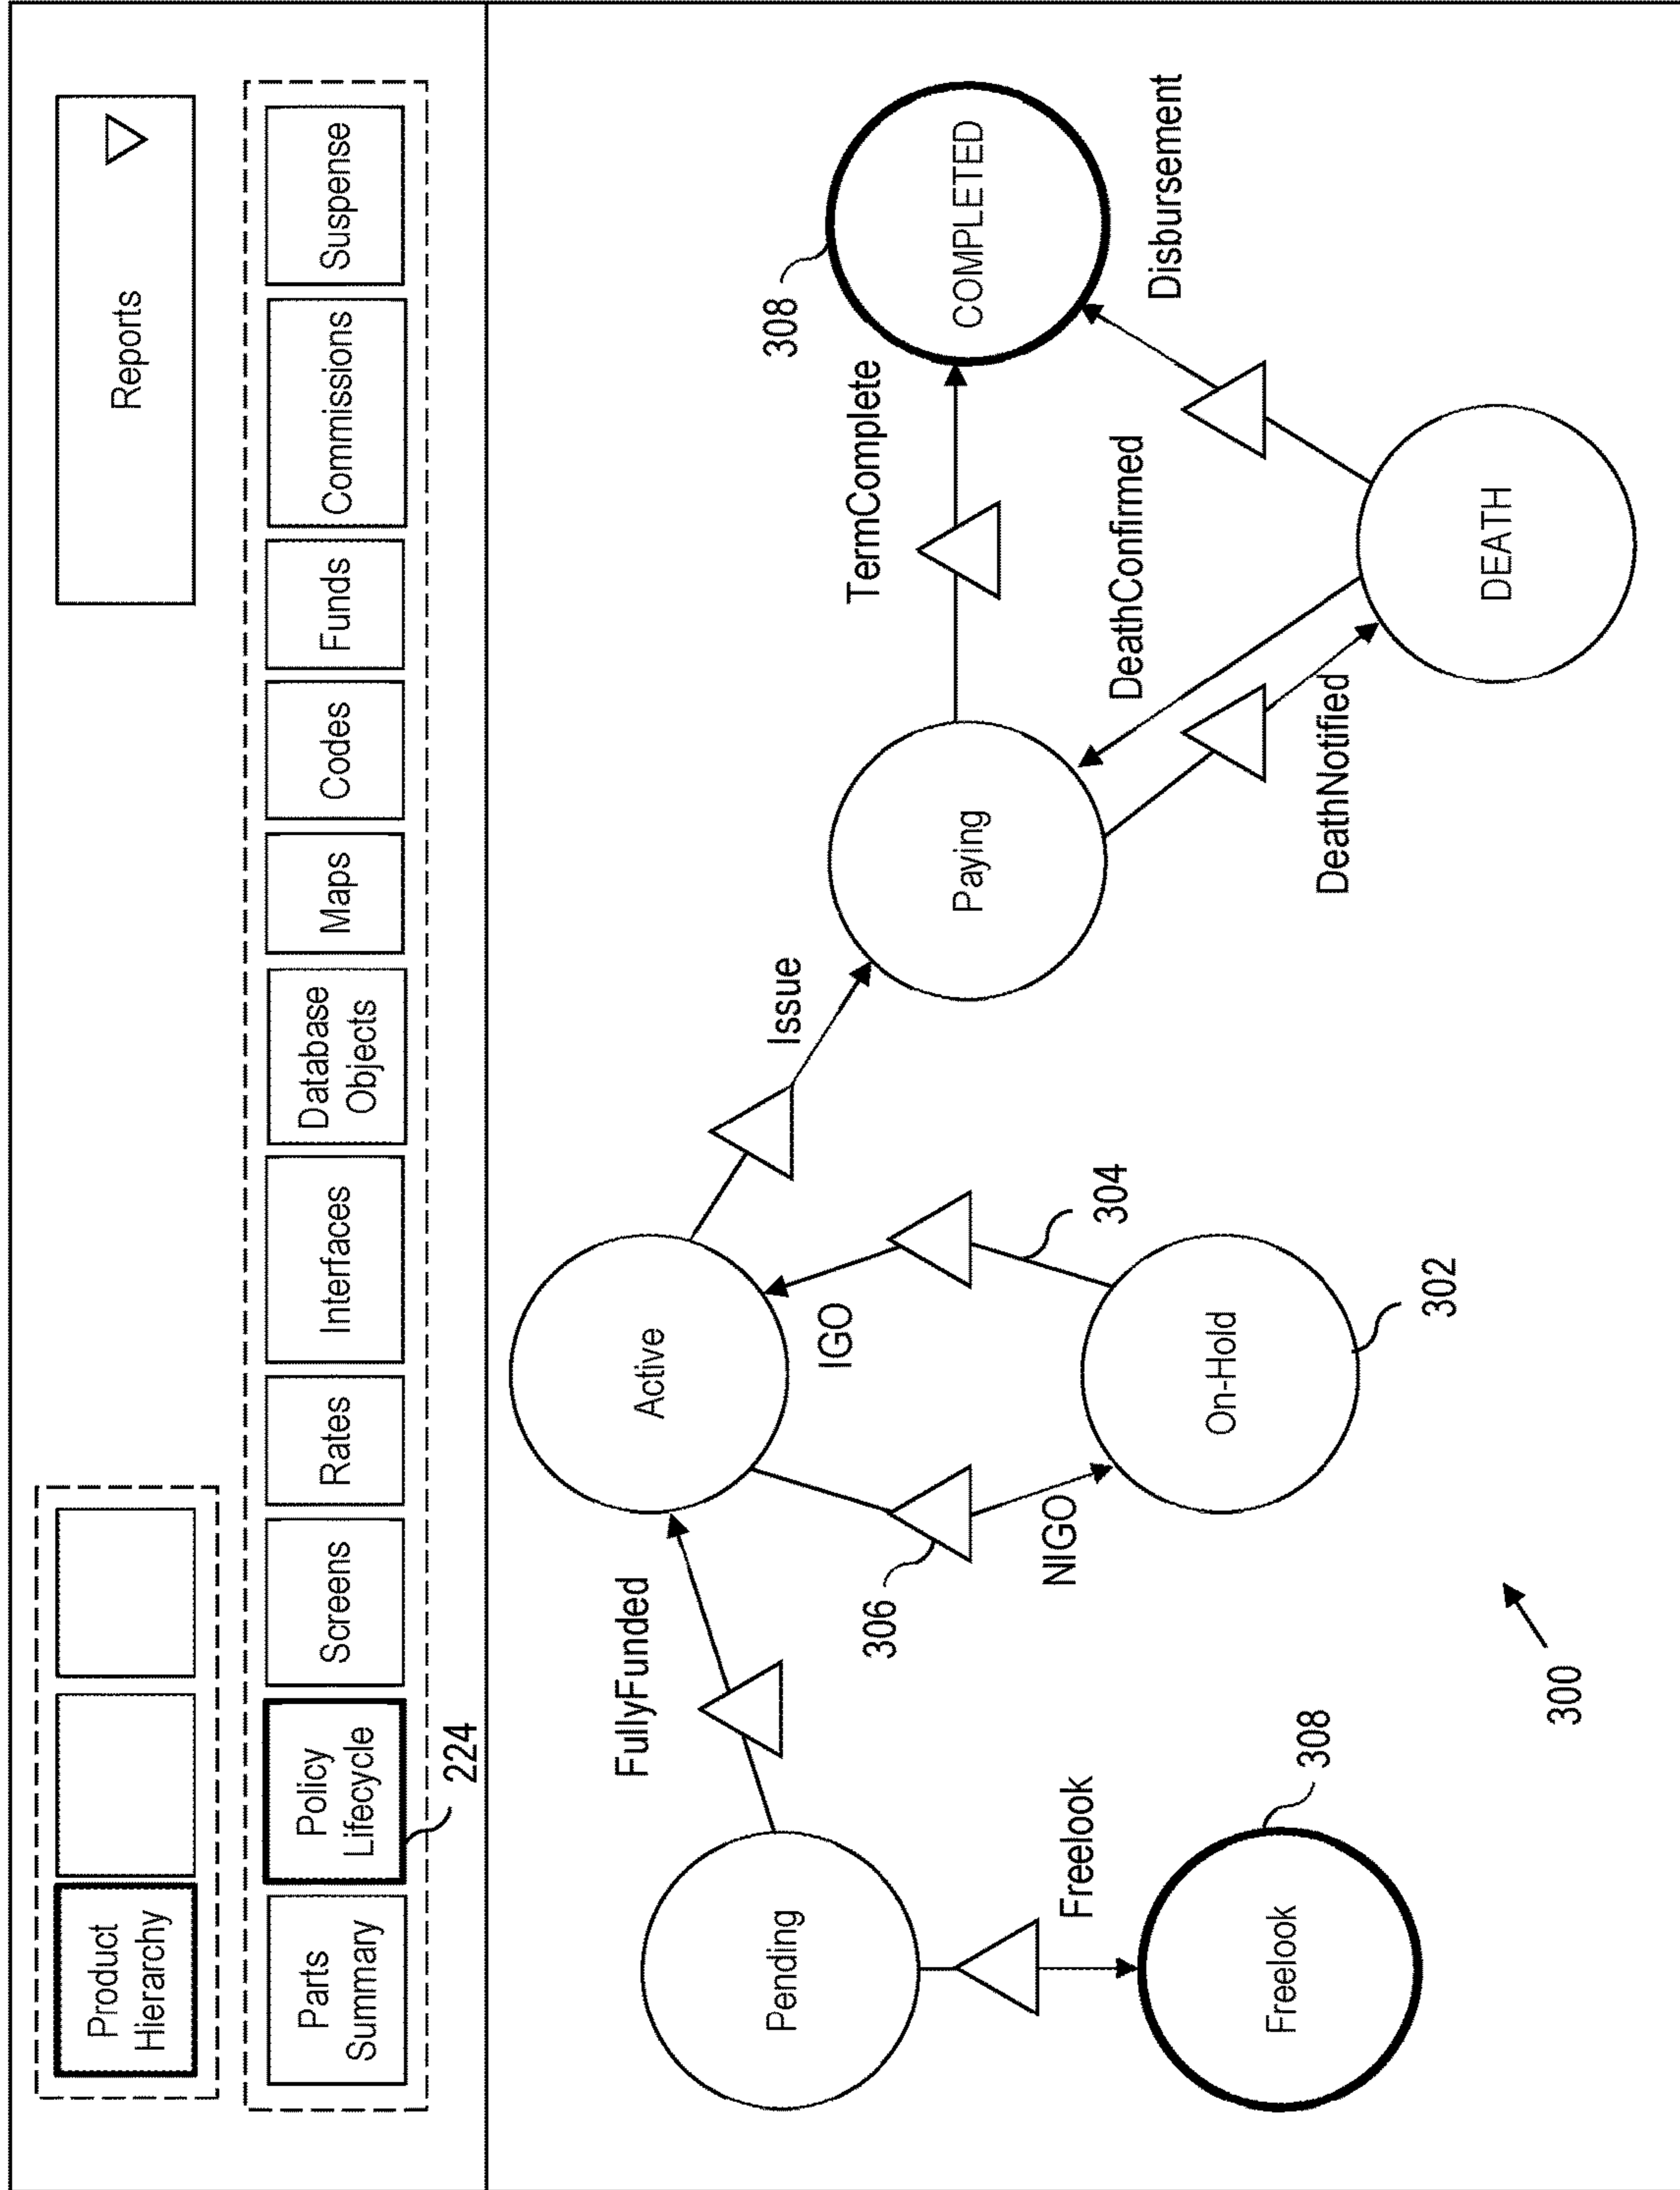 Product
Hierarchy
Reports
Parts
Summary
Policy
Lifecycle
Screens
Rates
Interfaces
Database
Objects
Maps
Codes
Funds
Commissions
Suspense
224
Active
FullyFunded
Pending
Issue
308
TermComplete
COMPLETED
IGO
306
NIGO
304
Paying
DeathConfirmed
Disbursement
Freelook
Freelook
308
On-Hold
302
DeathNotified
DEATH
300